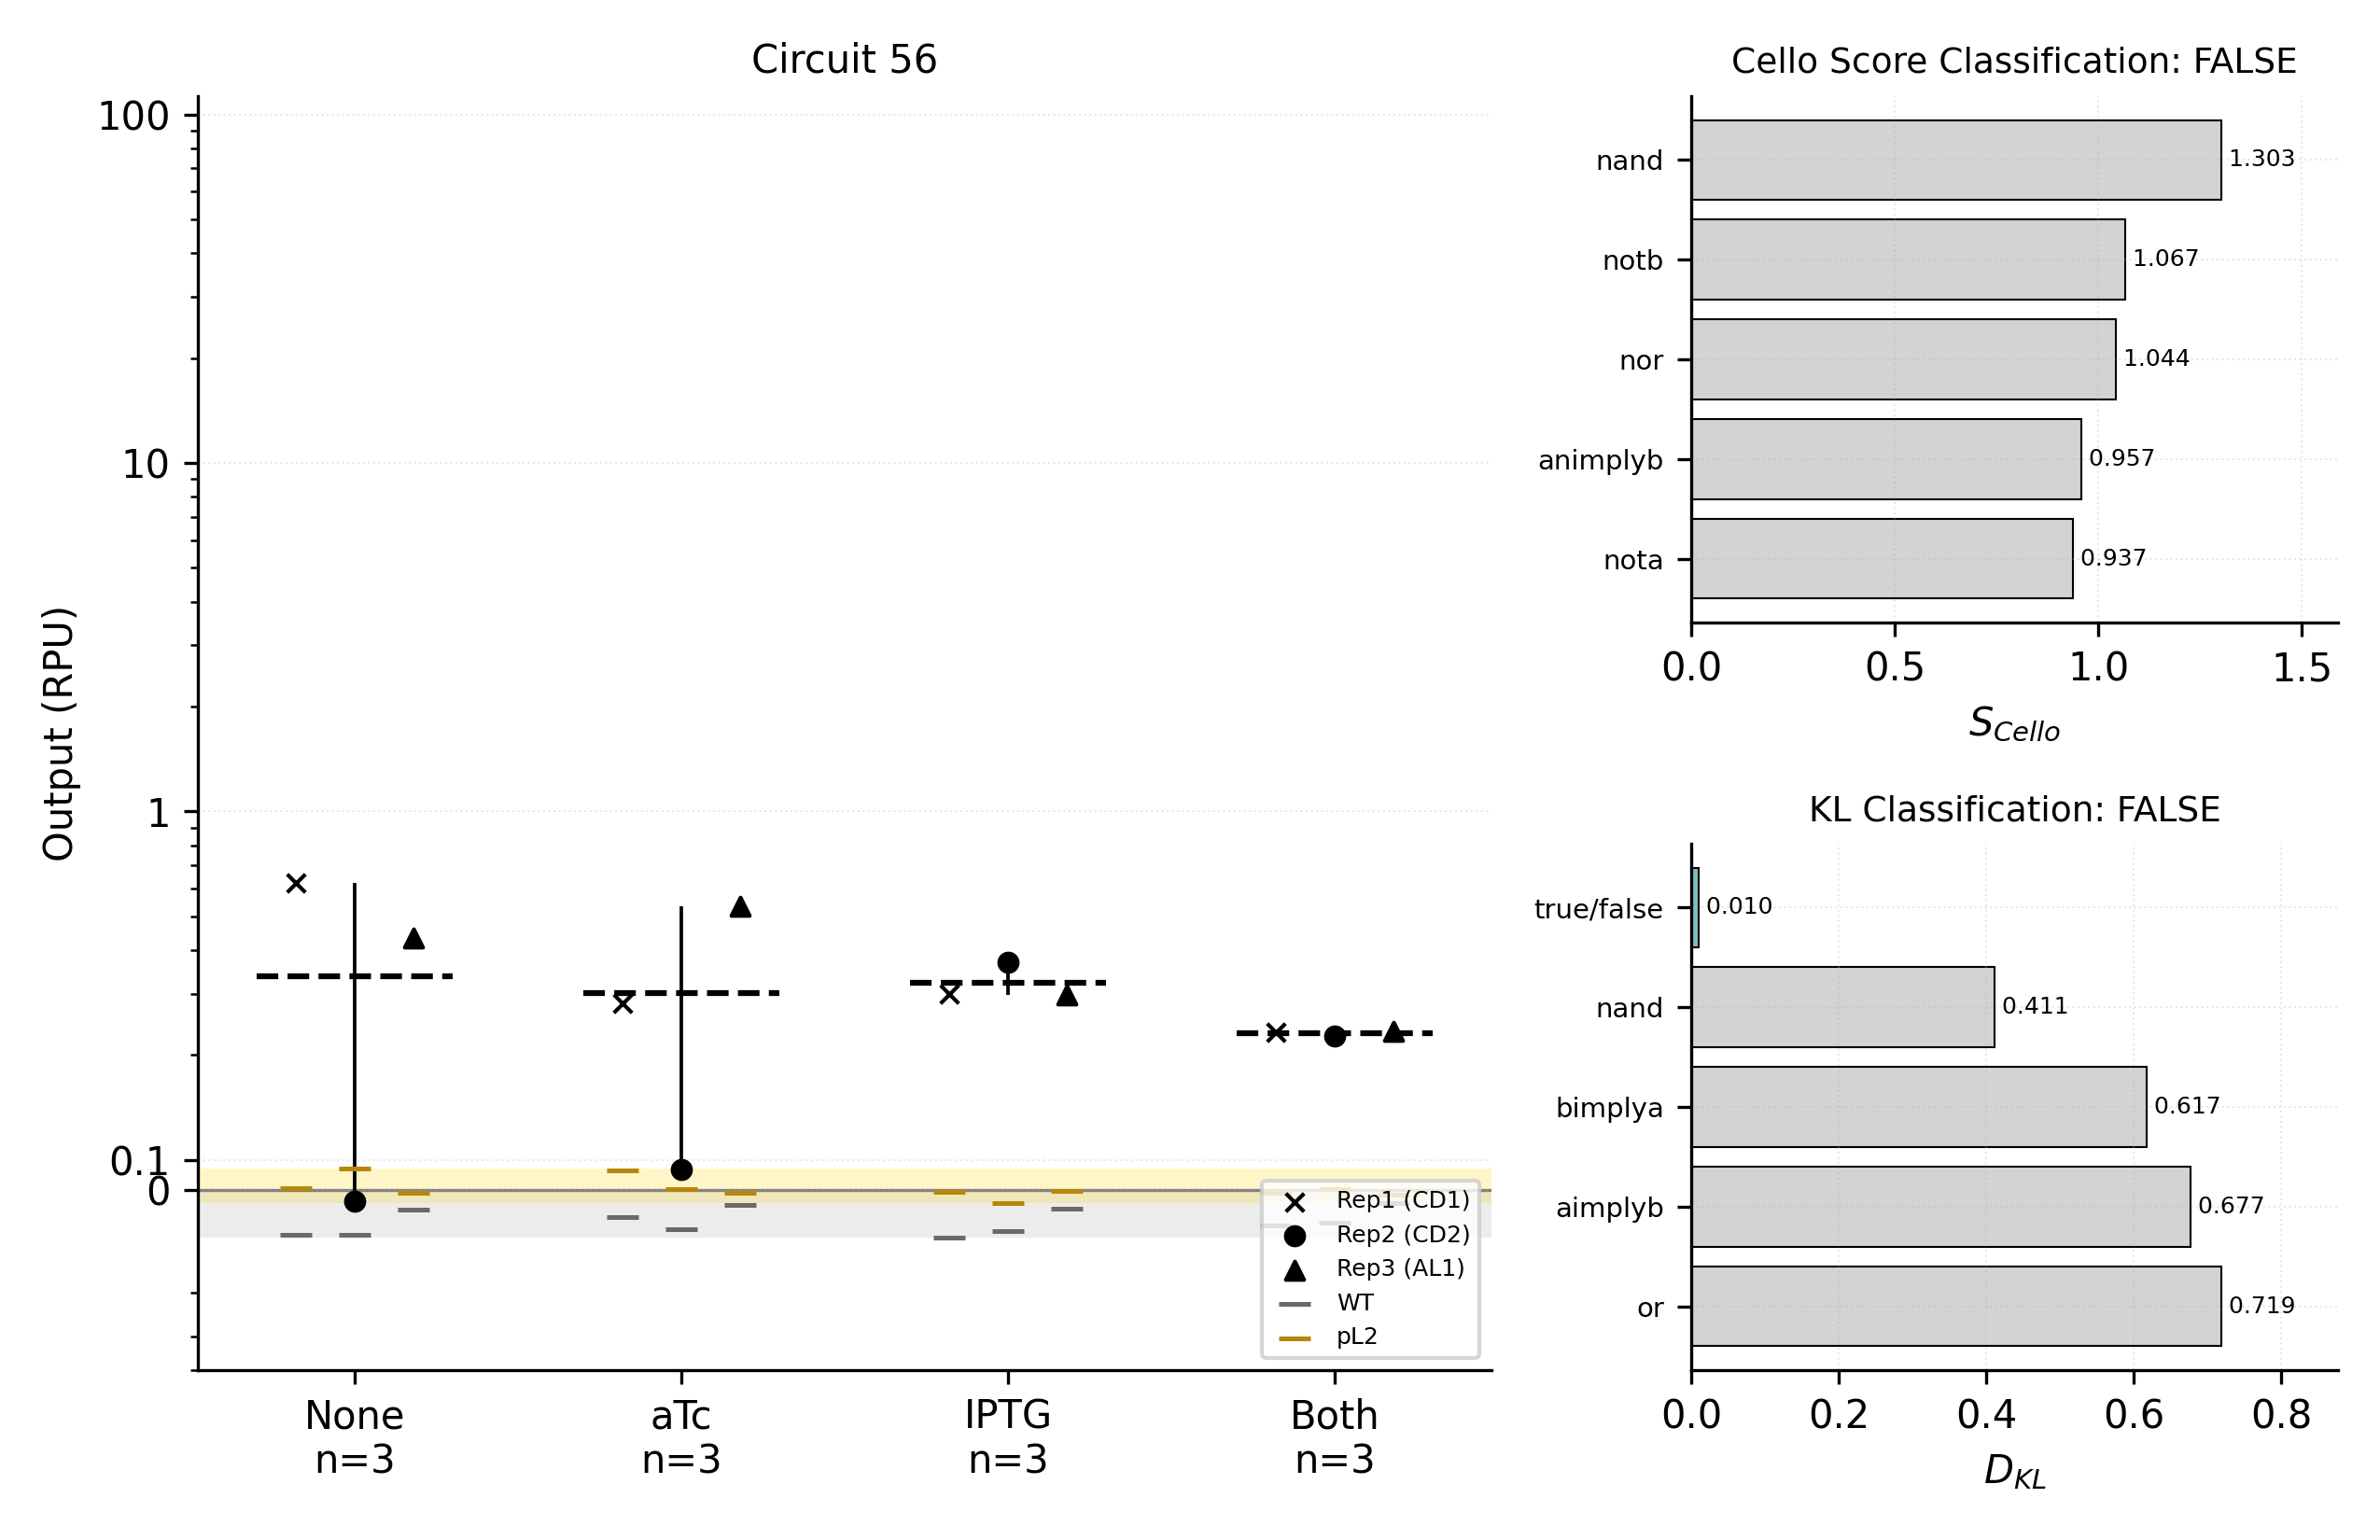 Circuit 56
Output (RPU)
100
10
1
0.1
0
None
n=3
aTc
n=3
IPTG
n=3
Both
n=3
Rep1 (CD1)
Rep2 (CD2)
Rep3 (AL1)
WT
pL2
Cello Score Classification: FALSE
nand
1.303
notb
1.067
nor
1.044
animplyb
0.957
nota
0.937
0.0 0.5 1.0 1.5
S_Cello
KL Classification: FALSE
true/false
0.010
nand
0.411
bimplya
0.617
aimplyb
0.677
or
0.719
0.0 0.2 0.4 0.6 0.8
D_KL